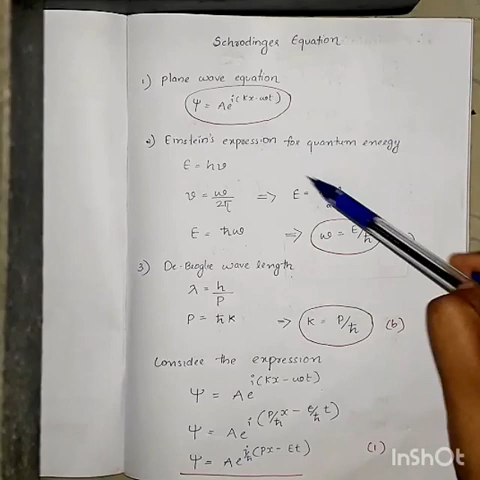 Schrodinger Equation
1) Plane wave equation
Ψ = Ae^i(Kx-ωt)
2) Einstein's expression for quantum energy
E = hν
ν = ω/2π => E =
E = ħω => ω = E/ħ )
3) De-Broglie wave length
λ = h/P
P = ħK -> K = P/ħ (b)
Consider the expression
Ψ = Ae^i(Kx - ωt)
Ψ = Ae^i(P/ħ x - E/ħ t)
Ψ = Ae^i/ħ(Px - Et) (1)
InShOt